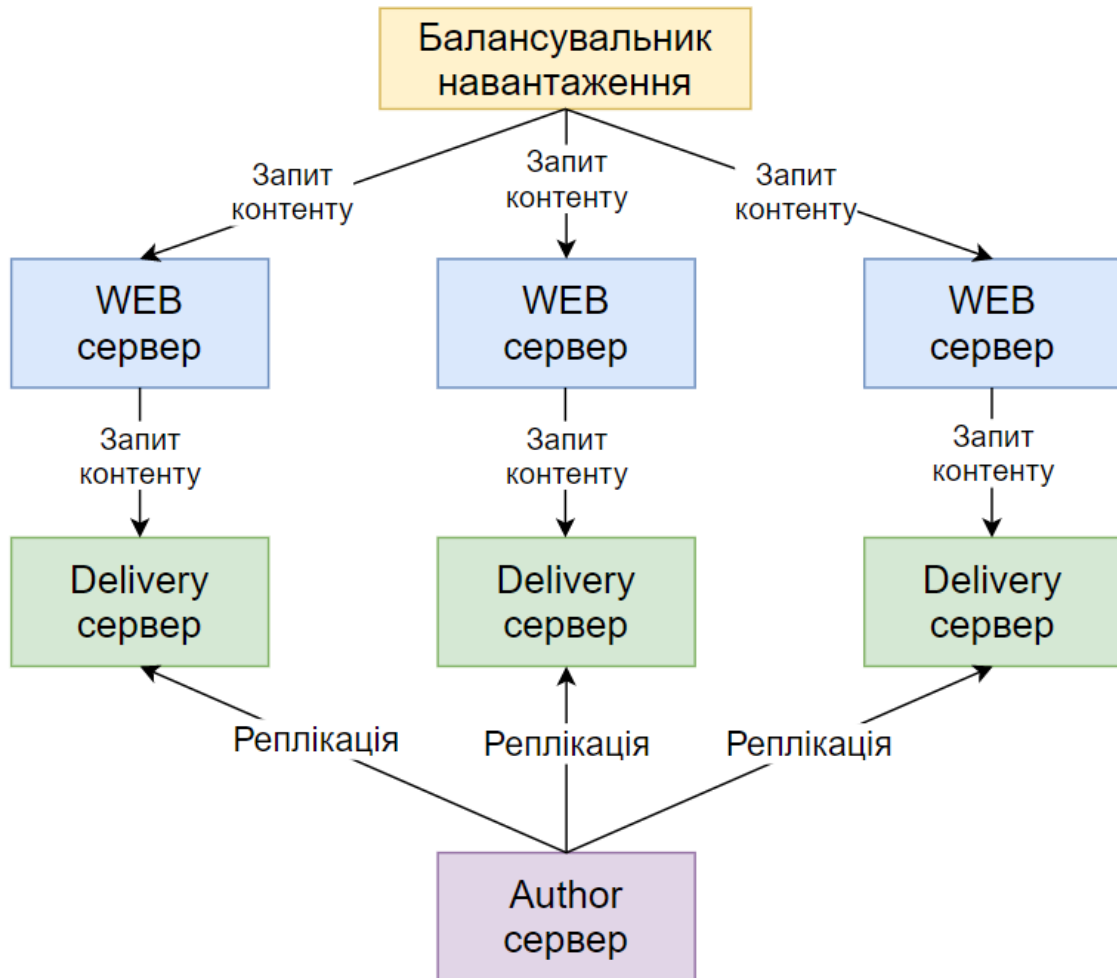 Балансувальник
навантаження
Запит
контенту
Запит
контенту
Запит
контенту
WEB
сервер
WEB
сервер
WEB
сервер
Запит
контенту
Запит
контенту
Запит
контенту
Delivery
сервер
Delivery
сервер
Delivery
сервер
Реплікація
Реплікація
Реплікація
Author
сервер